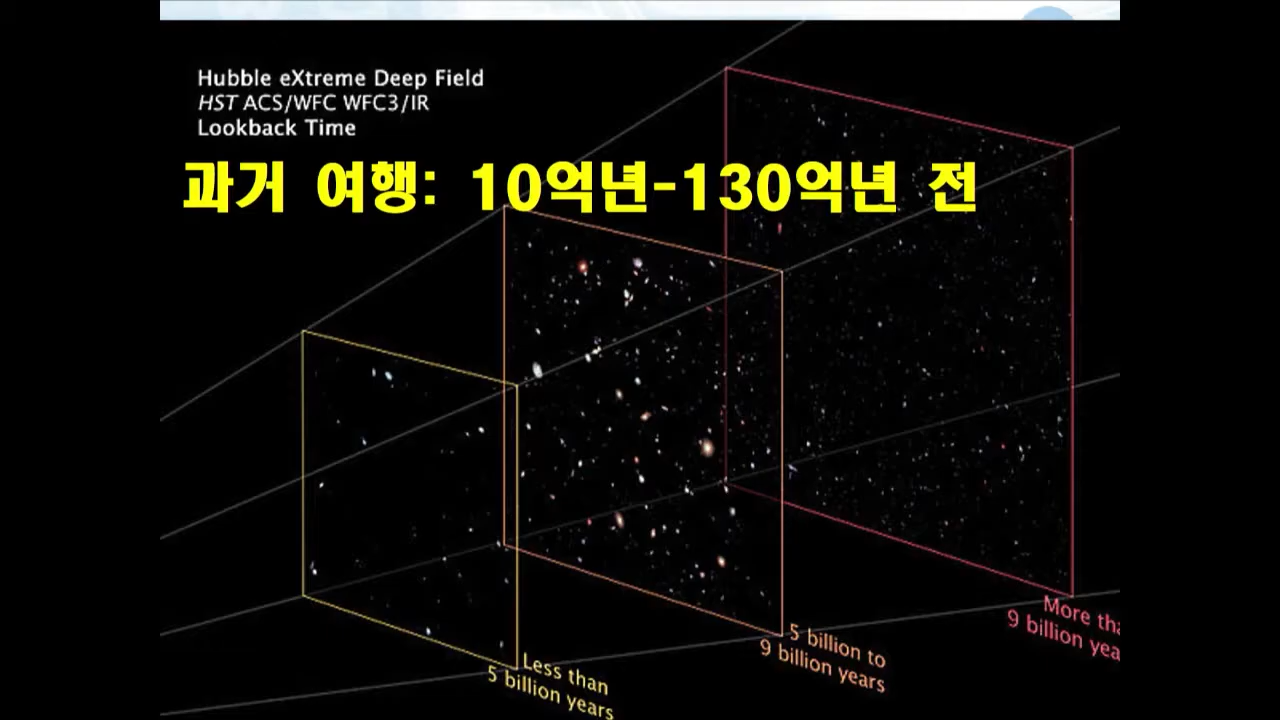 Hubble eXtreme Deep Field
HST ACS/WFC WFC3/IR
Lookback Time
과거 여행: 10억년-130억년 전
Less than
5 billion years
5 billion to
9 billion years
More tha
9 billion yea